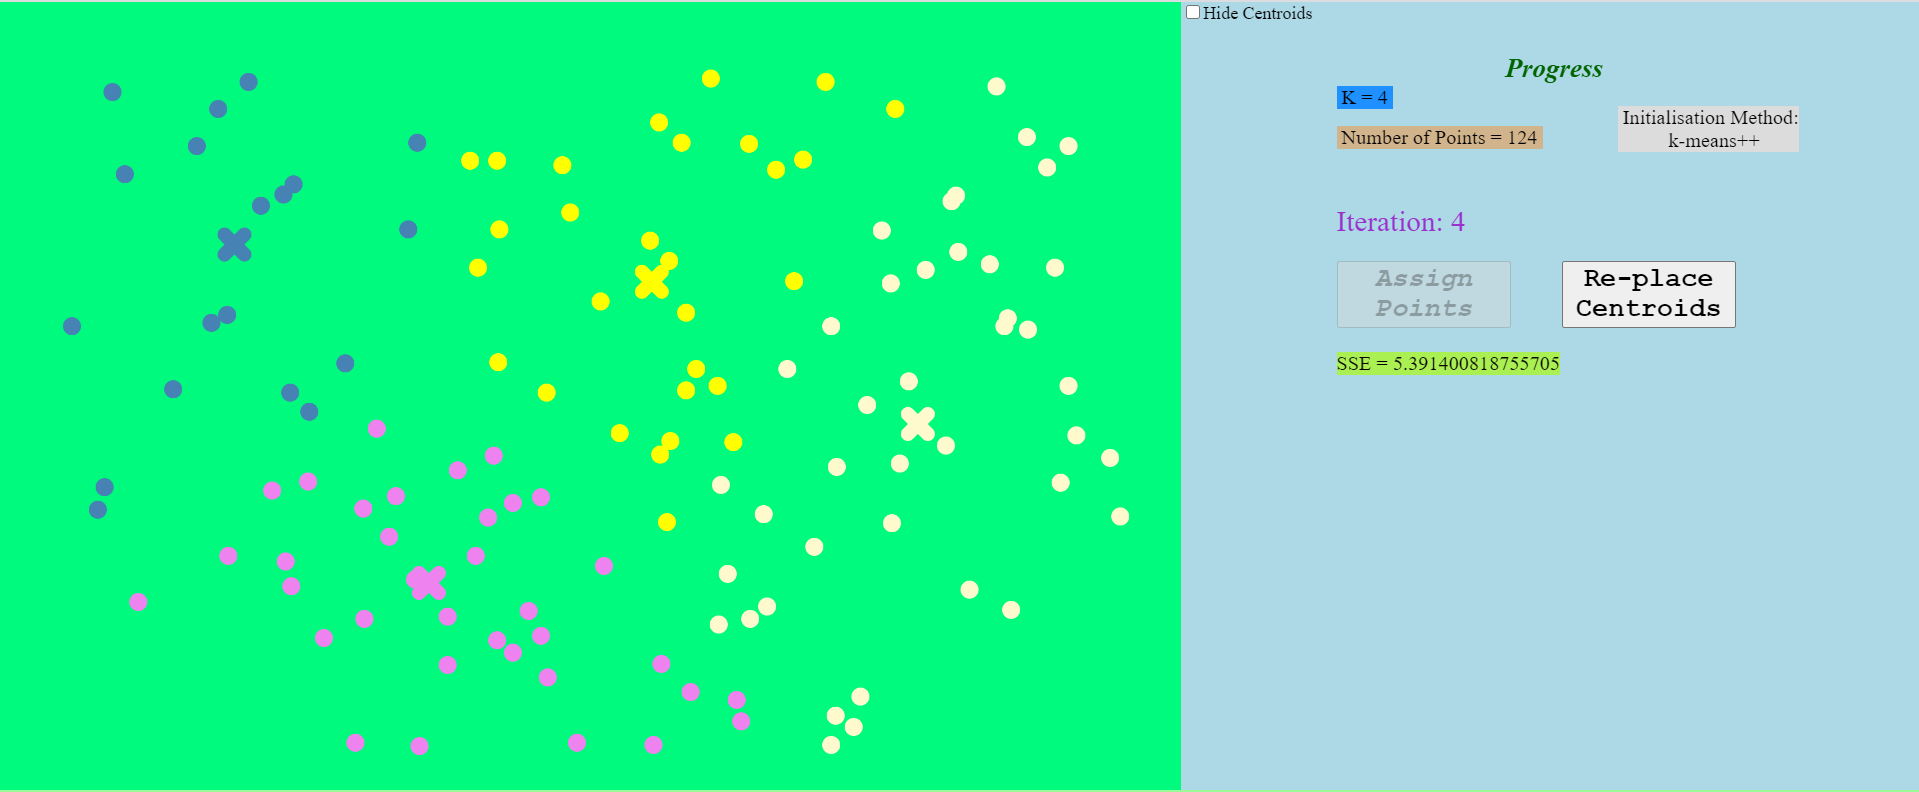 Hide Centroids
Progress
K = 4
Number of Points = 124
Initialisation Method:
k-means++
Iteration: 4
Assign
Points
Re-place
Centroids
SSE = 5.391400818755705